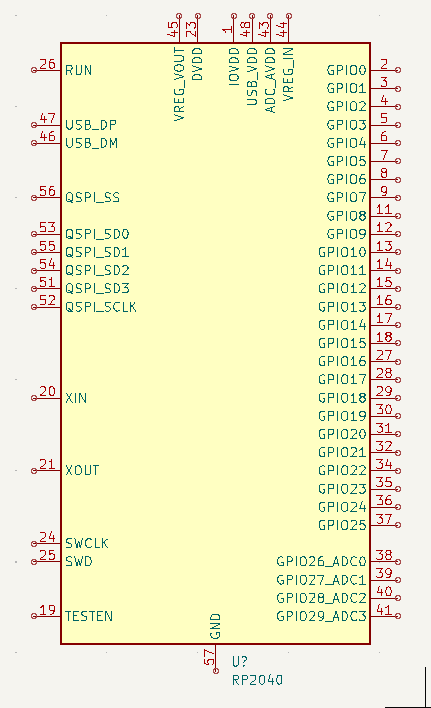 45 23 1 48 43 44
VREG_VOUT DVDD IOVDD USB_VDD ADC_AVDD VREG_IN
26 RUN GPIO0 2
GPIO1 3
GPIO2 4
47 USB_DP GPIO3 5
46 USB_DM GPIO4 6
GPIO5 7
GPIO6 8
56 QSPI_SS GPIO7 9
GPIO8 11
53 QSPI_SD0 GPIO9 12
55 QSPI_SD1 GPIO10 13
54 QSPI_SD2 GPIO11 14
51 QSPI_SD3 GPIO12 15
52 QSPI_SCLK GPIO13 16
GPIO14 17
GPIO15 18
GPIO16 27
GPIO17 28
20 XIN GPIO18 29
GPIO19 30
GPIO20 31
GPIO21 32
21 XOUT GPIO22 34
GPIO23 35
GPIO24 36
GPIO25 37
24 SWCLK
25 SWD GPIO26_ADC0 38
GPIO27_ADC1 39
GPIO28_ADC2 40
19 TESTEN GPIO29_ADC3 41
GND
57 U?
RP2040